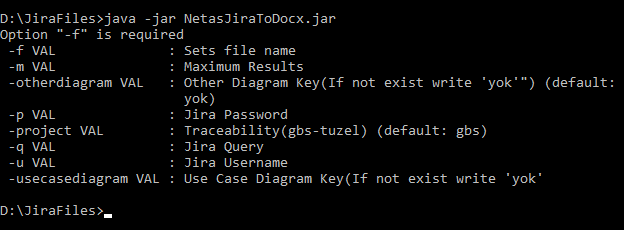 D:\JiraFiles>java -jar NetasJiraToDocx.jar
Option "-f" is required
-f VAL : Sets file name
-m VAL : Maximum Results
-otherdiagram VAL : Other Diagram Key(If not exist write 'yok'") (default:
yok)
-p VAL : Jira Password
-project VAL : Traceability(gbs-tuzel) (default: gbs)
-q VAL : Jira Query
-u VAL : Jira Username
-usecasediagram VAL : Use Case Diagram Key(If not exist write 'yok'
D:\JiraFiles>